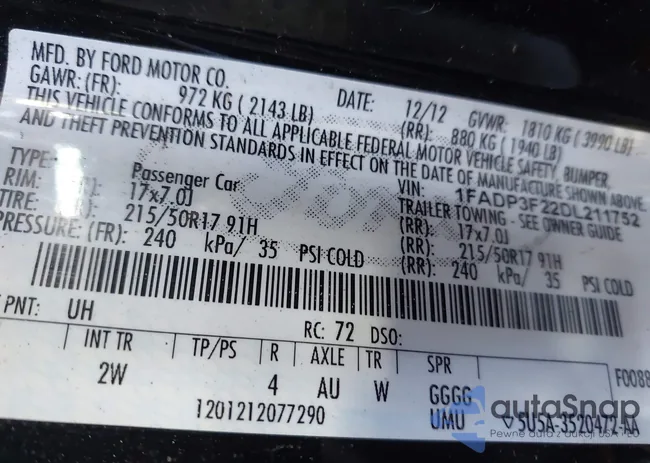 MFD. BY FORD MOTOR CO.
DATE: 12/12 GVWR: 1810 KG ( 3990 LB)
GAWR: (FR): 972 KG ( 2143 LB) (RR): 880 KG ( 1940 LB)
THIS VEHICLE CONFORMS TO ALL APPLICABLE FEDERAL MOTOR VEHICLE SAFETY, BUMPER,
AND THEFT PREVENTION STANDARDS IN EFFECT ON THE DATE OF MANUFACTURE SHOWN ABOVE.
VIN: 1FADP3F22DL211752
TYPE: Passenger Car TRAILER TOWING - SEE OWNER GUIDE
RIM: 17x7.0J (RR): 17x7.0J
TIRE: 215/50R17 91H (RR): 215/50R17 91H
PRESSURE: (FR): 240 kPa/ 35 PSI COLD (RR): 240 kPa/ 35 PSI COLD
PNT: UH RC: 72 DSO:
INT TR TP/PS R AXLE TR SPR F0088
2W 4 AU W GGGG
1201212077290 UMU 5U5A-3520472-AA
autoSnap
Pewne auta z aukcji USA